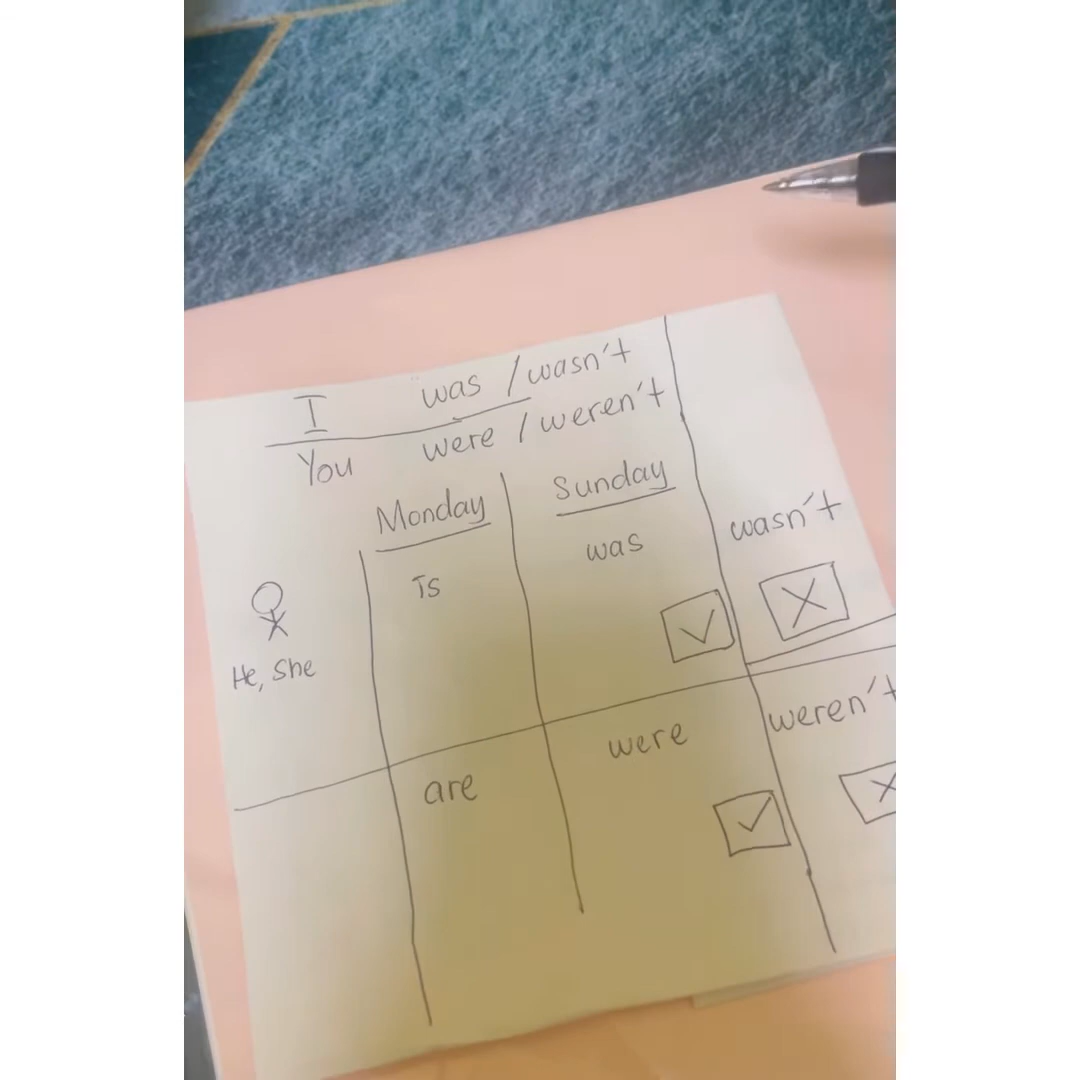 I was / wasn't
You were / weren't
Monday Sunday
is was wasn't
He, She
are were weren't